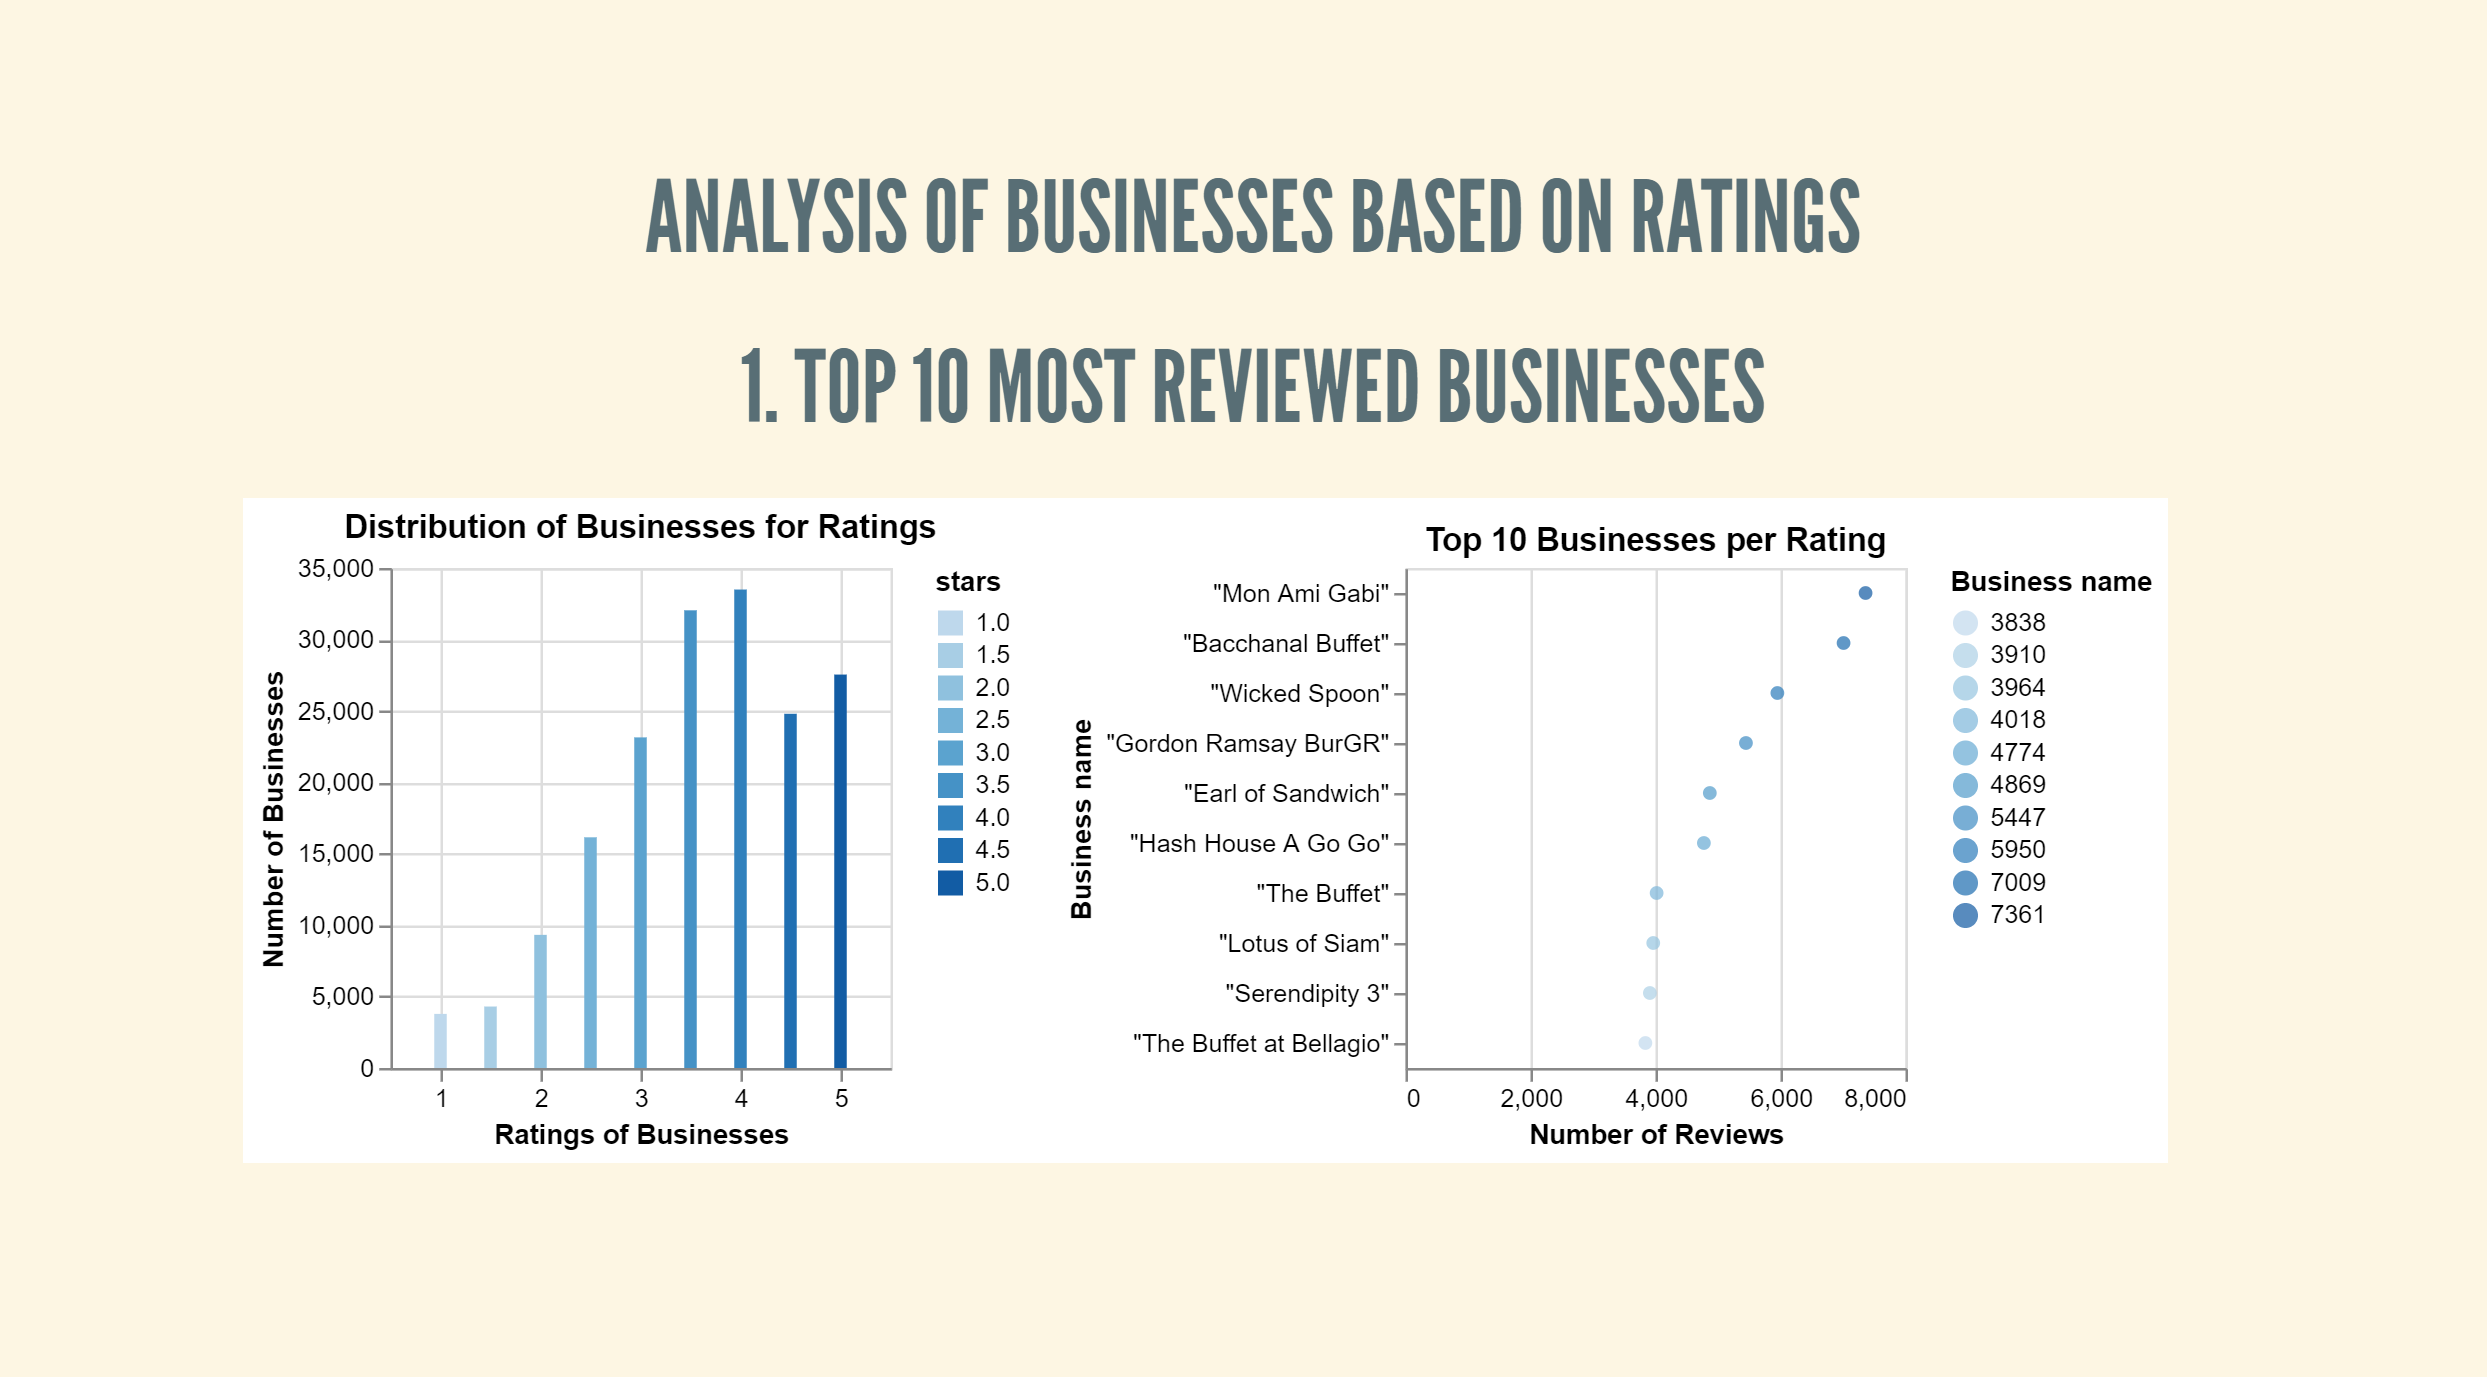 ANALYSIS OF BUSINESSES BASED ON RATINGS
1. TOP 10 MOST REVIEWED BUSINESSES
Distribution of Businesses for Ratings
35,000
30,000
25,000
20,000
15,000
10,000
5,000
0
Number of Businesses
1 2 3 4 5
Ratings of Businesses
stars
1.0
1.5
2.0
2.5
3.0
3.5
4.0
4.5
5.0
Top 10 Businesses per Rating
Business name
"Mon Ami Gabi"
"Bacchanal Buffet"
"Wicked Spoon"
"Gordon Ramsay BurGR"
"Earl of Sandwich"
"Hash House A Go Go"
"The Buffet"
"Lotus of Siam"
"Serendipity 3"
"The Buffet at Bellagio"
0 2,000 4,000 6,000 8,000
Number of Reviews
Business name
3838
3910
3964
4018
4774
4869
5447
5950
7009
7361